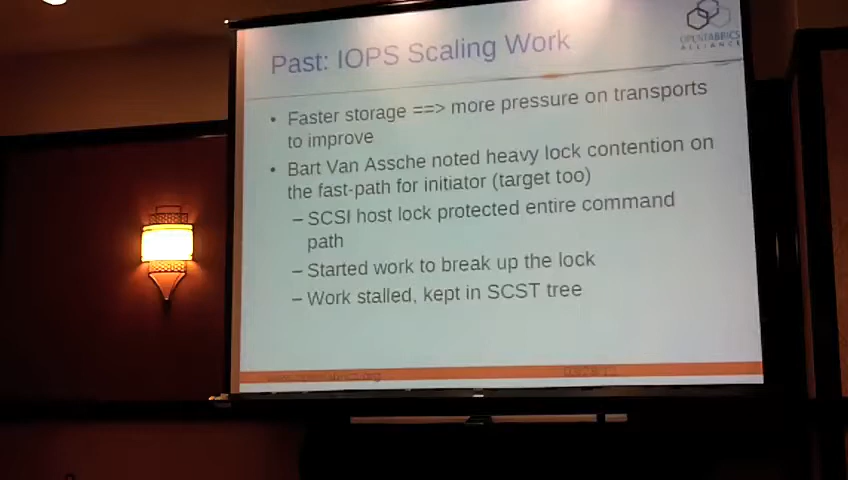 Past: IOPS Scaling Work
OPENFABRICS
ALLIANCE
• Faster storage ==> more pressure on transports
to improve
• Bart Van Assche noted heavy lock contention on
the fast-path for initiator (target too)
– SCSI host lock protected entire command
path
– Started work to break up the lock
– Work stalled, kept in SCST tree